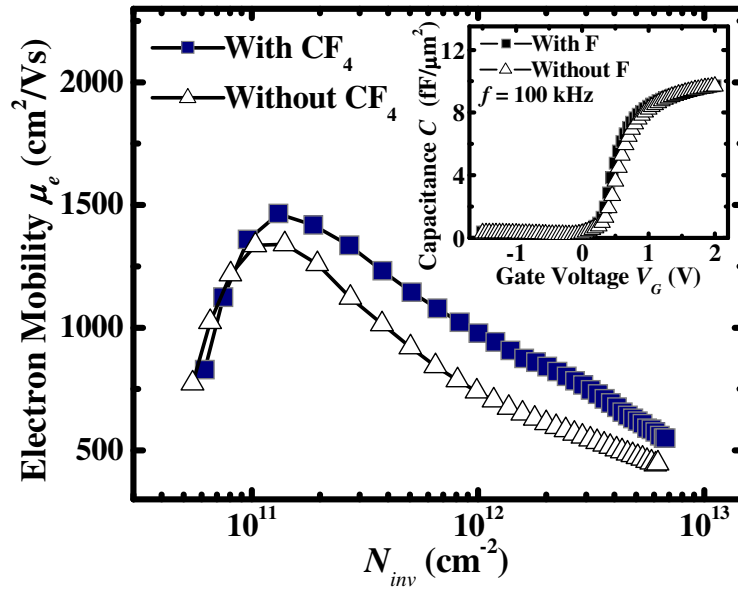 Electron Mobility μe (cm²/Vs)
2000
1500
1000
500
With CF4
Without CF4
Capacitance C (fF/μm²)
12
8
4
0
With F
Without F
f = 100 kHz
-1 0 1 2
Gate Voltage VG (V)
10¹¹ 10¹² 10¹³
Ninv (cm⁻²)